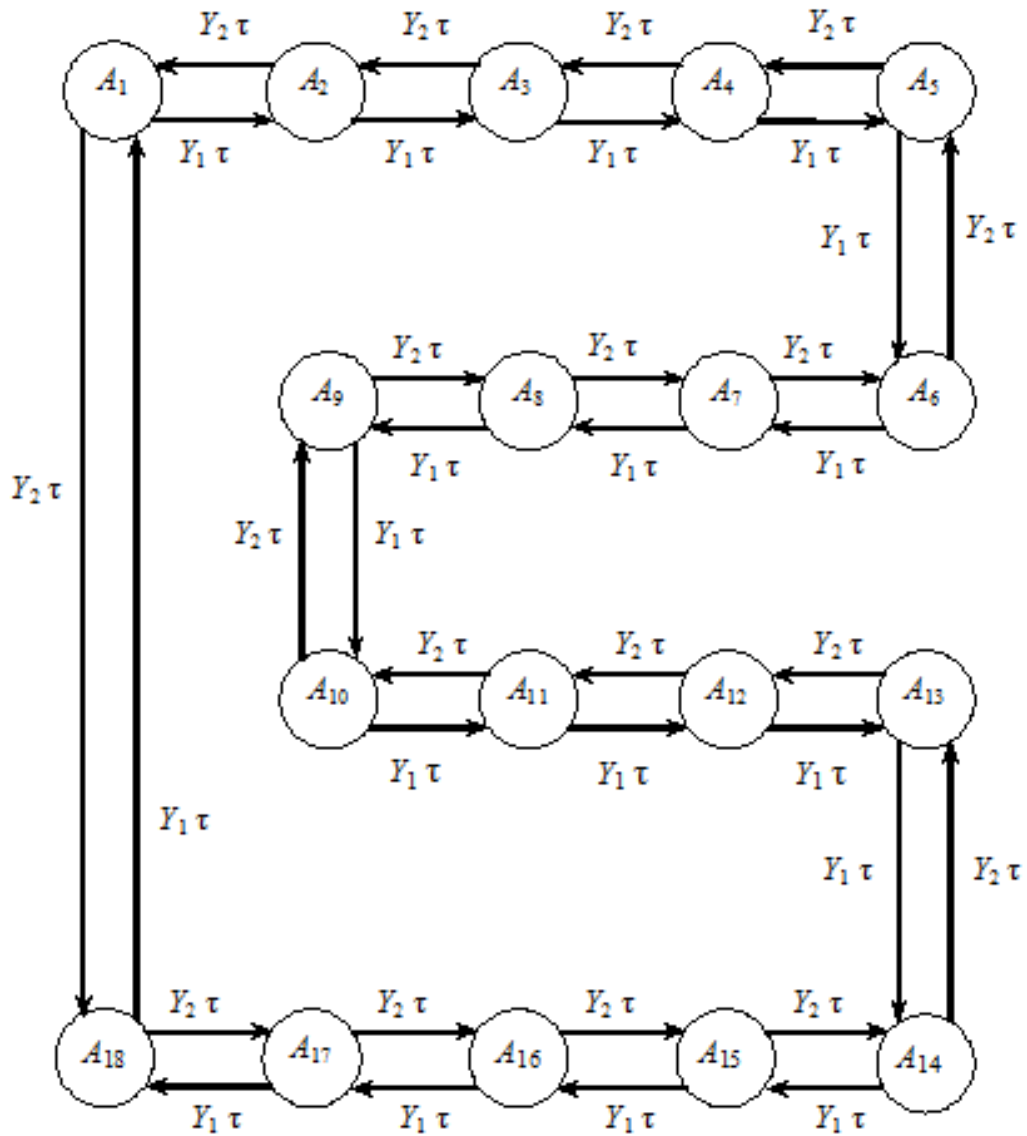 Y₂ τ Y₂ τ Y₂ τ Y₂ τ
A₁ A₂ A₃ A₄ A₅
Y₁ τ Y₁ τ Y₁ τ Y₁ τ
Y₁ τ Y₂ τ
Y₂ τ Y₂ τ Y₂ τ
A₉ A₈ A₇ A₆
Y₁ τ Y₁ τ Y₁ τ
Y₂ τ
Y₂ τ Y₁ τ
Y₂ τ Y₂ τ Y₂ τ
A₁₀ A₁₁ A₁₂ A₁₃
Y₁ τ Y₁ τ Y₁ τ
Y₁ τ
Y₁ τ Y₂ τ
Y₂ τ Y₂ τ Y₂ τ Y₂ τ
A₁₈ A₁₇ A₁₆ A₁₅ A₁₄
Y₁ τ Y₁ τ Y₁ τ Y₁ τ